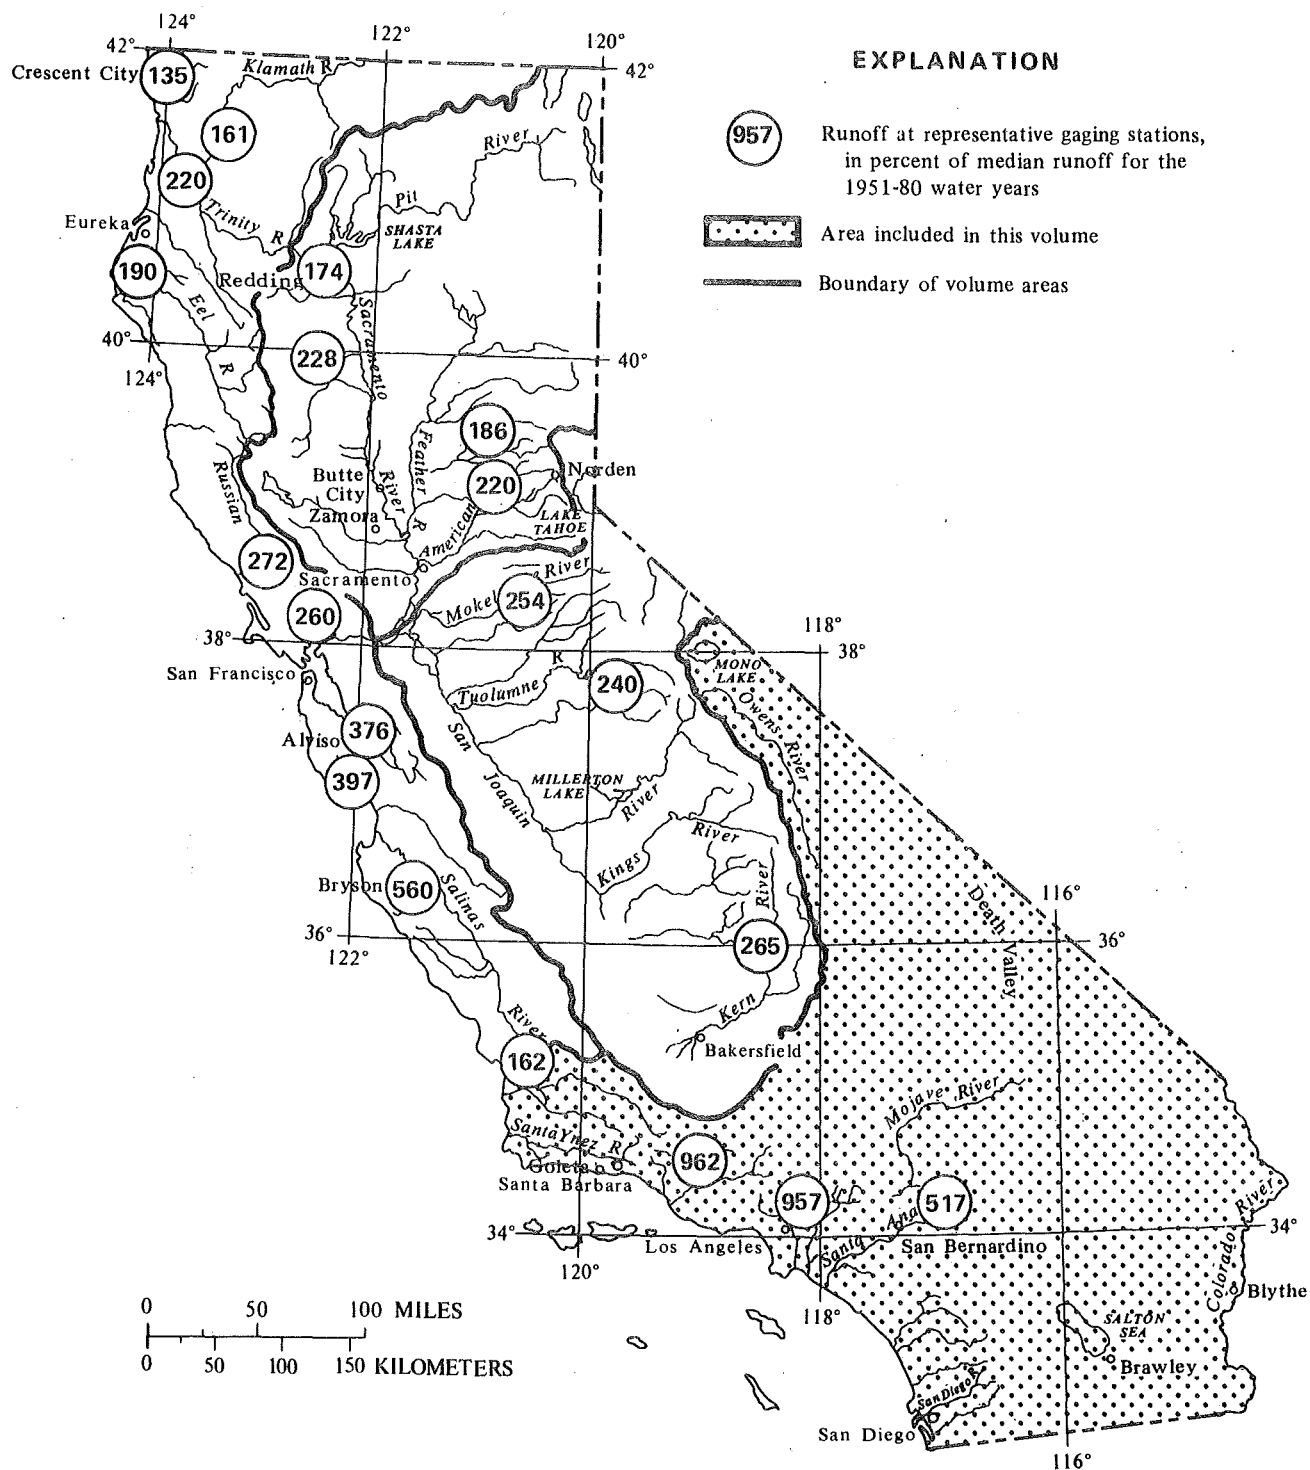 124°
122°
120°
42°
42°
EXPLANATION
Crescent City
135
Klamath R
957
Runoff at representative gaging stations,
in percent of median runoff for the
1951-80 water years
161
River
220
Pit
Trinity R
SHASTA
LAKE
Area included in this volume
Eureka
190
Redding
174
Boundary of volume areas
Eel R
Sacramento River
40°
40°
228
124°
186
Feather R
Russian
Butte
City
Norden
220
Zamora
American
LAKE
TAHOE
272
Sacramento
River
260
Mokel
254
e
118°
38°
38°
San Francisco
MONO
LAKE
R
Tuolumne
240
Owens River
376
Alviso
San Joaquin
397
MILLERTON
LAKE
River
River
Kings
River
Bryson
560
Salinas
Death Valley
116°
36°
36°
122°
265
Kern
River
162
Bakersfield
Mojave River
Santa Ynez R
Goleta
Santa Barbara
962
957
517
Santa Ana
34°
34°
Los Angeles
San Bernardino
Colorado River
120°
118°
Blythe
0 50 100 MILES
0 50 100 150 KILOMETERS
SALTON
SEA
Brawley
San Diego R
San Diego
116°